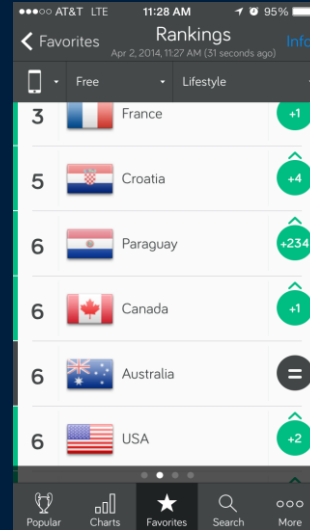 AT&T LTE 11:28 AM 95%
Favorites Rankings Info
Apr 2, 2014, 11:27 AM (31 seconds ago)
Free Lifestyle
3 France +1
5 Croatia +4
6 Paraguay +234
6 Canada +1
6 Australia =
6 USA +2
Popular Charts Favorites Search More